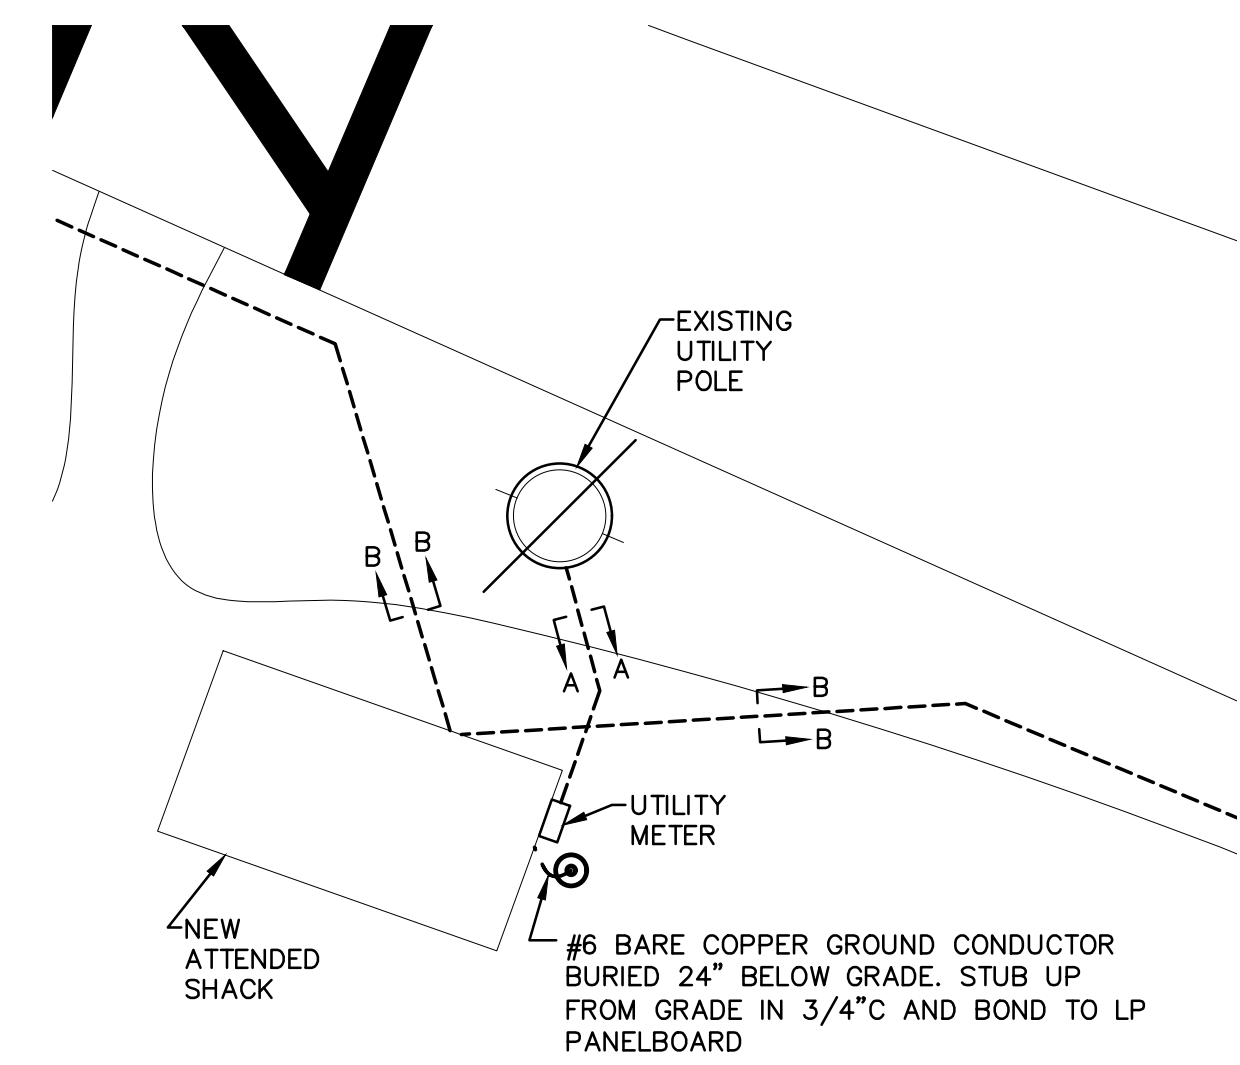 EXISTING
UTILITY
POLE
B
B
A
A
B
B
UTILITY
METER
NEW
ATTENDED
SHACK
#6 BARE COPPER GROUND CONDUCTOR
BURIED 24” BELOW GRADE. STUB UP
FROM GRADE IN 3/4”C AND BOND TO LP
PANELBOARD